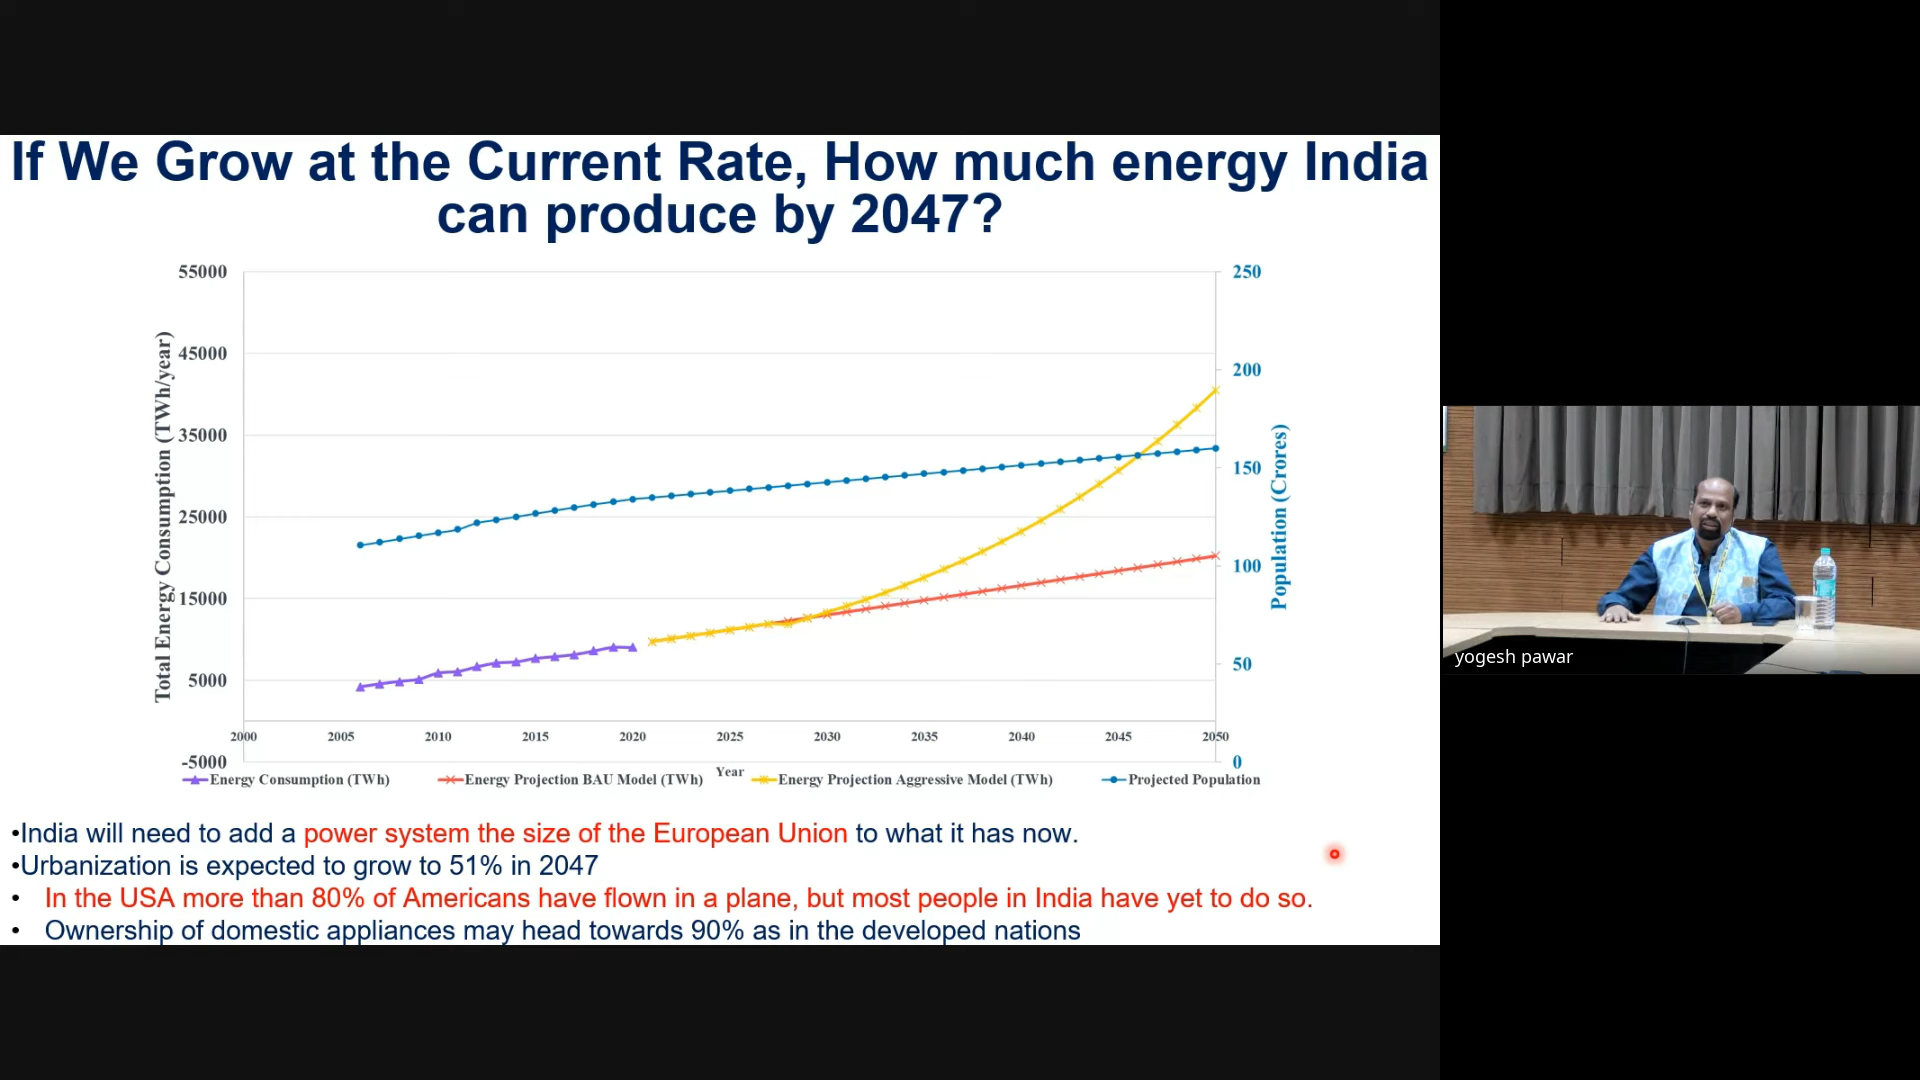 If We Grow at the Current Rate, How much energy India
can produce by 2047?
55000
45000
35000
25000
15000
5000
-5000
Total Energy Consumption (TWh/year)
250
200
150
100
50
0
Population (Crores)
2000 2005 2010 2015 2020 2025 2030 2035 2040 2045 2050
Year
Energy Consumption (TWh) Energy Projection BAU Model (TWh) Energy Projection Aggressive Model (TWh) Projected Population
•India will need to add a power system the size of the European Union to what it has now.
•Urbanization is expected to grow to 51% in 2047
• In the USA more than 80% of Americans have flown in a plane, but most people in India have yet to do so.
• Ownership of domestic appliances may head towards 90% as in the developed nations
yogesh pawar